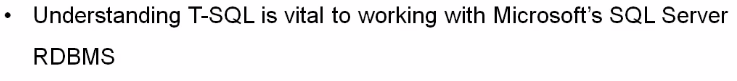 • Understanding T-SQL is vital to working with Microsoft's SQL Server
RDBMS